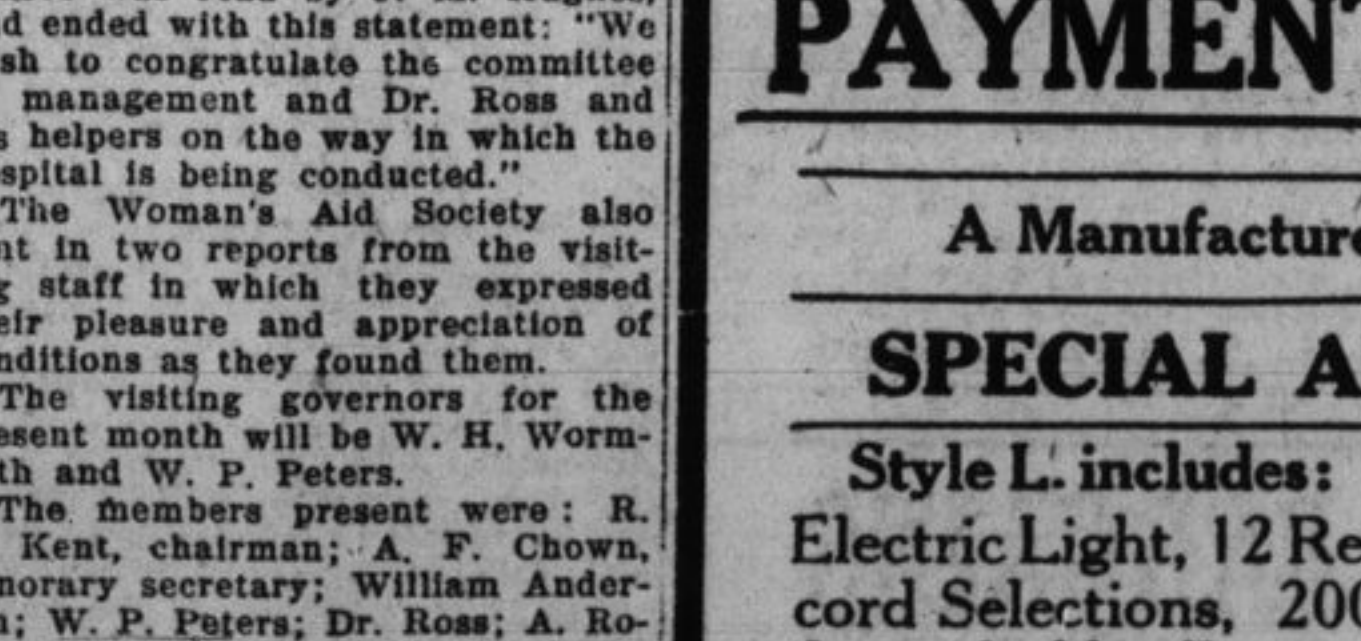 d ended with this statement: "We
sh to congratulate the committee
management and Dr. Ross and
s helpers on the way in which the
spital is being conducted."
The Woman's Aid Society also
nt in two reports from the visit-
g staff in which they expressed
eir pleasure and appreciation of
nditions as they found them.
The visiting governors for the
esent month will be W. H. Worm-
th and W. P. Peters.
The members present were: R.
Kent, chairman; A. F. Chown,
norary secretary; William Ander-
n; W. P. Peters; Dr. Ross; A. Ro-
PAYMENT
A Manufacture
SPECIAL A
Style L. includes:
Electric Light, 12 Re
cord Selections, 200